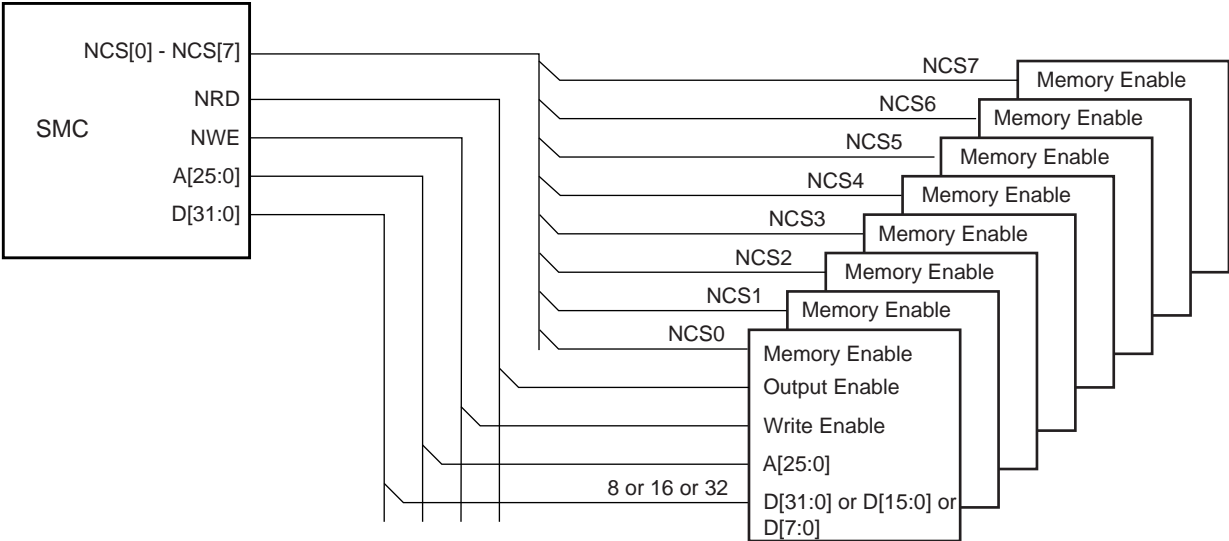 NCS[0] - NCS[7]
NRD
SMC
NWE
A[25:0]
D[31:0]
NCS7
Memory Enable
NCS6
Memory Enable
NCS5
Memory Enable
NCS4
Memory Enable
NCS3
Memory Enable
NCS2
Memory Enable
NCS1
Memory Enable
NCS0
Memory Enable
Output Enable
Write Enable
A[25:0]
8 or 16 or 32
D[31:0] or D[15:0] or
D[7:0]